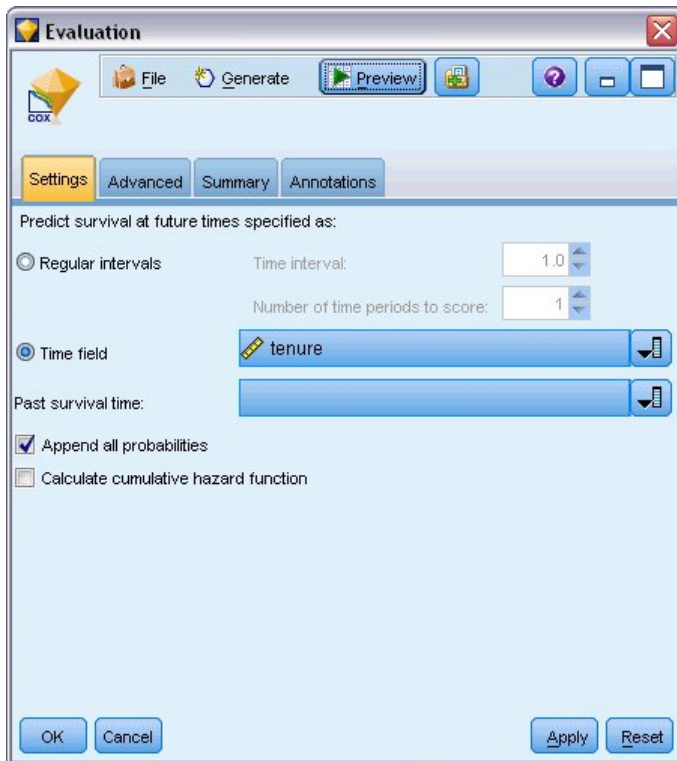 Evaluation
File Generate Preview
COX
Settings Advanced Summary Annotations
Predict survival at future times specified as:
Regular intervals Time interval: 1.0
Number of time periods to score: 1
Time field tenure
Past survival time:
Append all probabilities
Calculate cumulative hazard function
OK Cancel Apply Reset